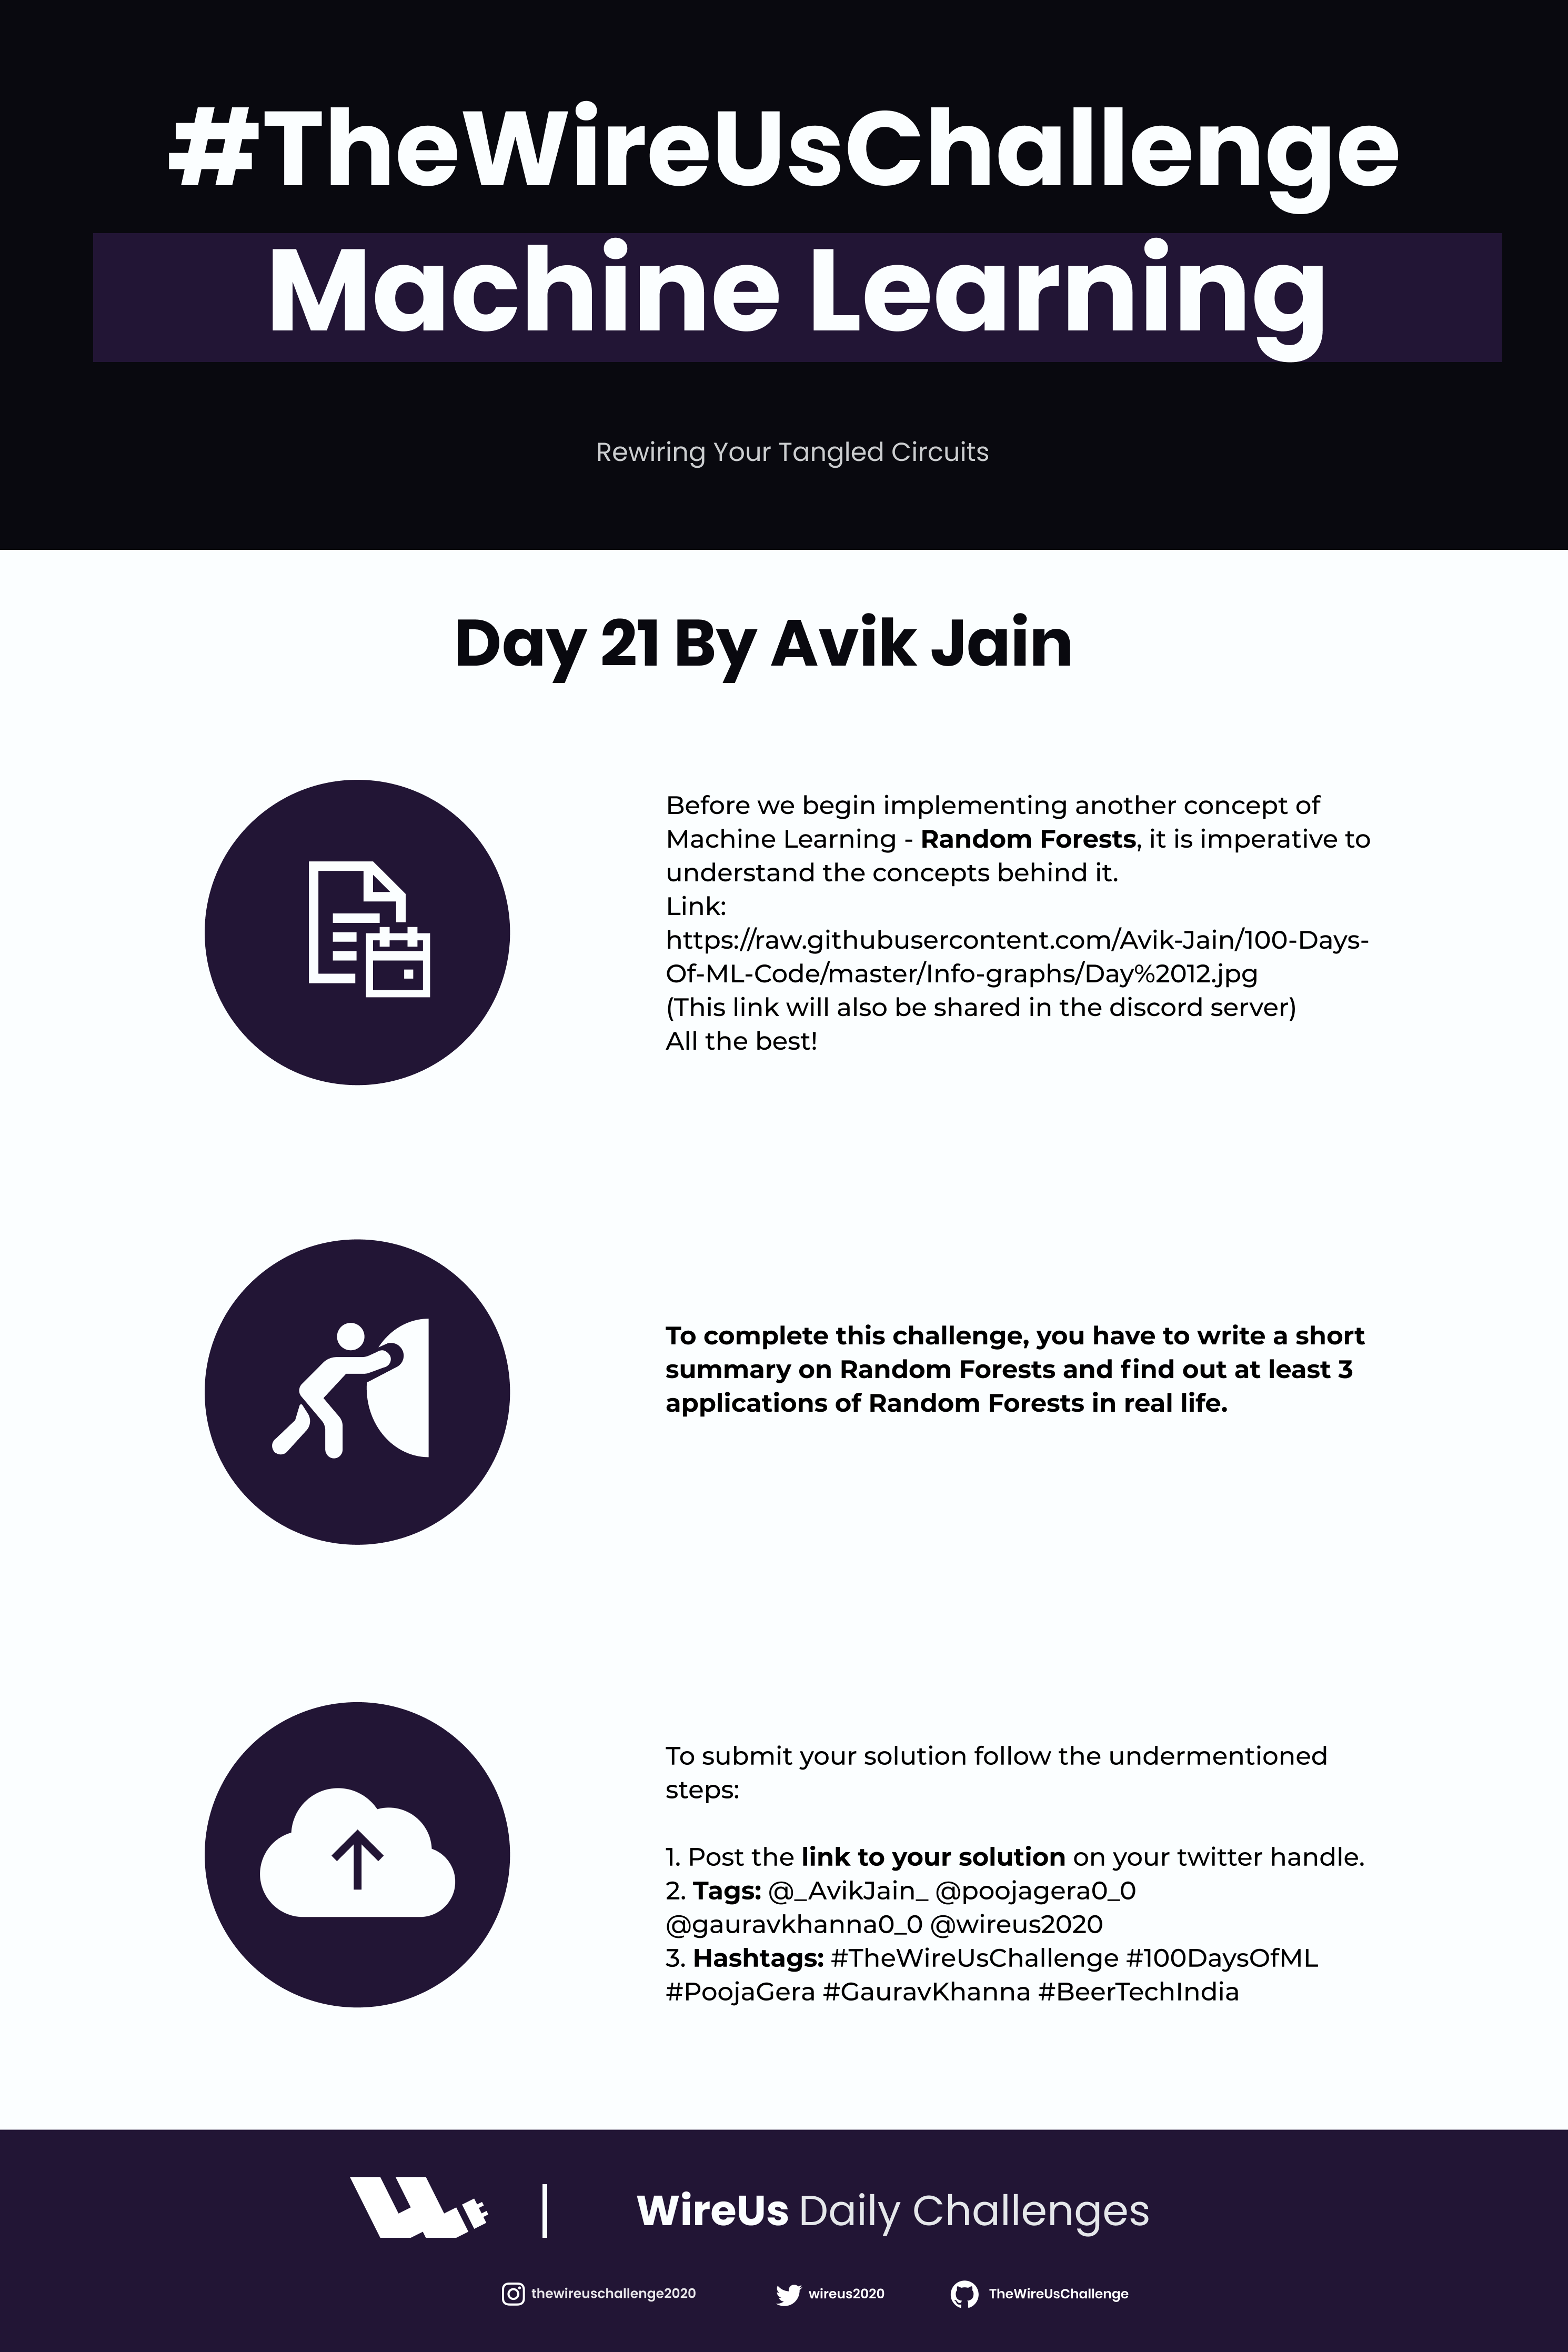 #TheWireUsChallenge
Machine Learning
Rewiring Your Tangled Circuits
Day 21 By Avik Jain
Before we begin implementing another concept of
Machine Learning - Random Forests, it is imperative to
understand the concepts behind it.
Link:
https://raw.githubusercontent.com/Avik-Jain/100-Days-
Of-ML-Code/master/Info-graphs/Day%2012.jpg
(This link will also be shared in the discord server)
All the best!
To complete this challenge, you have to write a short
summary on Random Forests and find out at least 3
applications of Random Forests in real life.
To submit your solution follow the undermentioned
steps:
1. Post the link to your solution on your twitter handle.
2. Tags: @_AvikJain_ @poojagera0_0
@gauravkhanna0_0 @wireus2020
3. Hashtags: #TheWireUsChallenge #100DaysOfML
#PoojaGera #GauravKhanna #BeerTechIndia
WireUs Daily Challenges
thewireuschallenge2020 wireus2020 TheWireUsChallenge